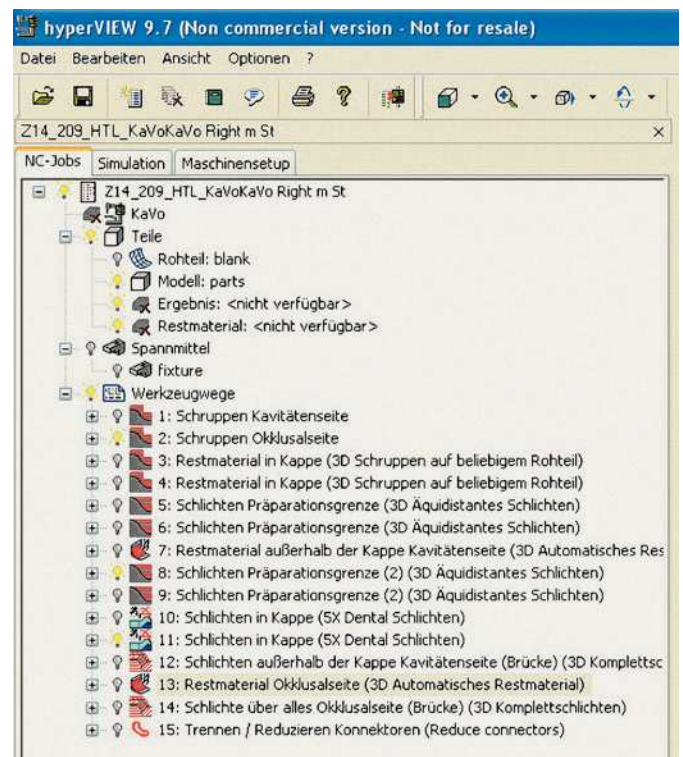 hyperVIEW 9.7 (Non commercial version - Not for resale)
Datei Bearbeiten Ansicht Optionen ?
Z14_209_HTL_KaVoKaVo Right m St
NC-Jobs Simulation Maschinensetup
Z14_209_HTL_KaVoKaVo Right m St
KaVo
Teile
Rohteil: blank
Modell: parts
Ergebnis: <nicht verfügbar>
Restmaterial: <nicht verfügbar>
Spannmittel
fixture
Werkzeugwege
1: Schruppen Kavitätenseite
2: Schruppen Okklusalseite
3: Restmaterial in Kappe (3D Schruppen auf beliebigem Rohteil)
4: Restmaterial in Kappe (3D Schruppen auf beliebigem Rohteil)
5: Schlichten Präparationsgrenze (3D Äquidistantes Schlichten)
6: Schlichten Präparationsgrenze (3D Äquidistantes Schlichten)
7: Restmaterial außerhalb der Kappe Kavitätenseite (3D Automatisches Res
8: Schlichten Präparationsgrenze (2) (3D Äquidistantes Schlichten)
9: Schlichten Präparationsgrenze (2) (3D Äquidistantes Schlichten)
10: Schlichten in Kappe (5X Dental Schlichten)
11: Schlichten in Kappe (5X Dental Schlichten)
12: Schlichten außerhalb der Kappe Kavitätenseite (Brücke) (3D Komplettsc
13: Restmaterial Okklusalseite (3D Automatisches Restmaterial)
14: Schlichte über alles Okklusalseite (Brücke) (3D Komplettschlichten)
15: Trennen / Reduzieren Konnektoren (Reduce connectors)